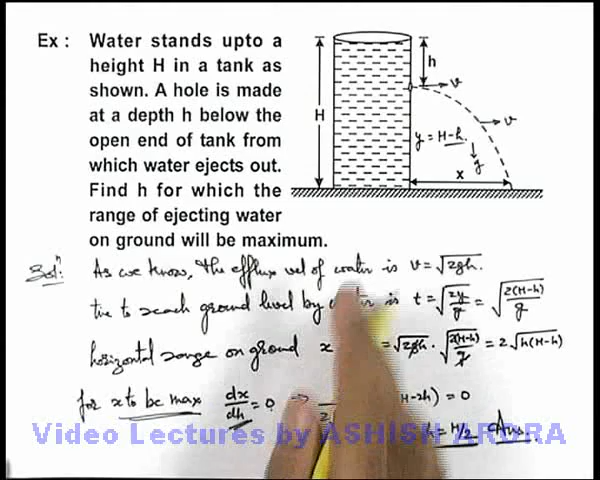 Ex : Water stands upto a
height H in a tank as
shown. A hole is made
at a depth h below the
open end of tank from
which water ejects out.
Find h for which the
range of ejecting water
on ground will be maximum.
h
v
H
v
y = H-h
g
x
Solⁿ: As we know, the efflux vel of water is v = √2gh.
to reach ground level by is t = √(2y/g) = √(2(H-h)/g)
horizontal range on ground x = √2gh · √(2(H-h)/g) = 2√h(H-h)
for x to be max dx/dh = 0 → H-2h) = 0
h = H/2 Ans.
Video Lectures by ASHISH ARORA